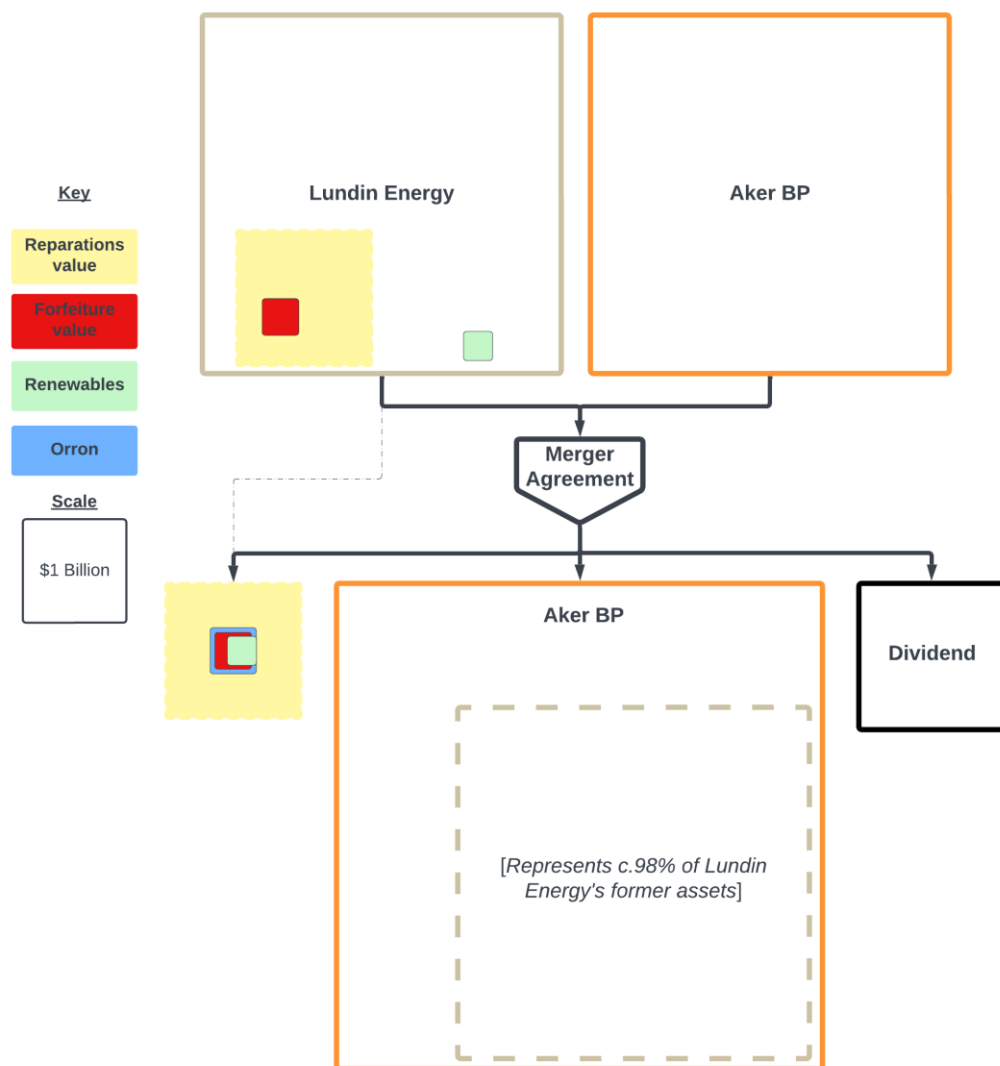 Lundin Energy
Aker BP
Key
Reparations
value
Forfeiture
value
Renewables
Orron
Scale
$1 Billion
Merger
Agreement
Aker BP
Dividend
[Represents c.98% of Lundin
Energy's former assets]